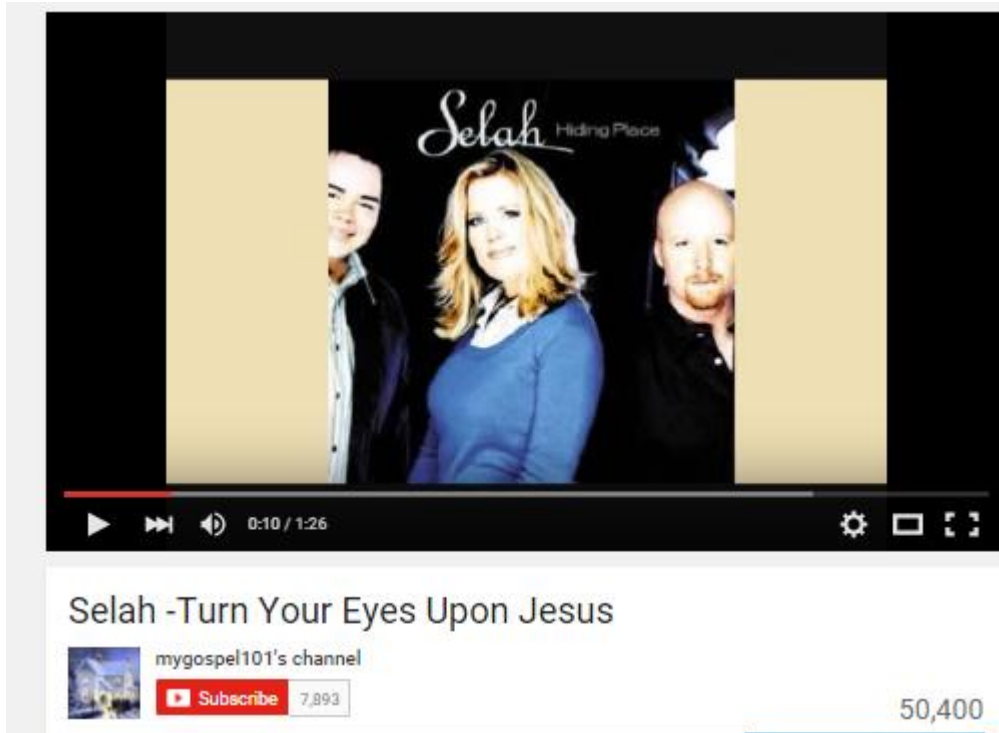 Selah Hiding Place
0:10 / 1:26
Selah -Turn Your Eyes Upon Jesus
mygospel101's channel
Subscribe 7,893
50,400